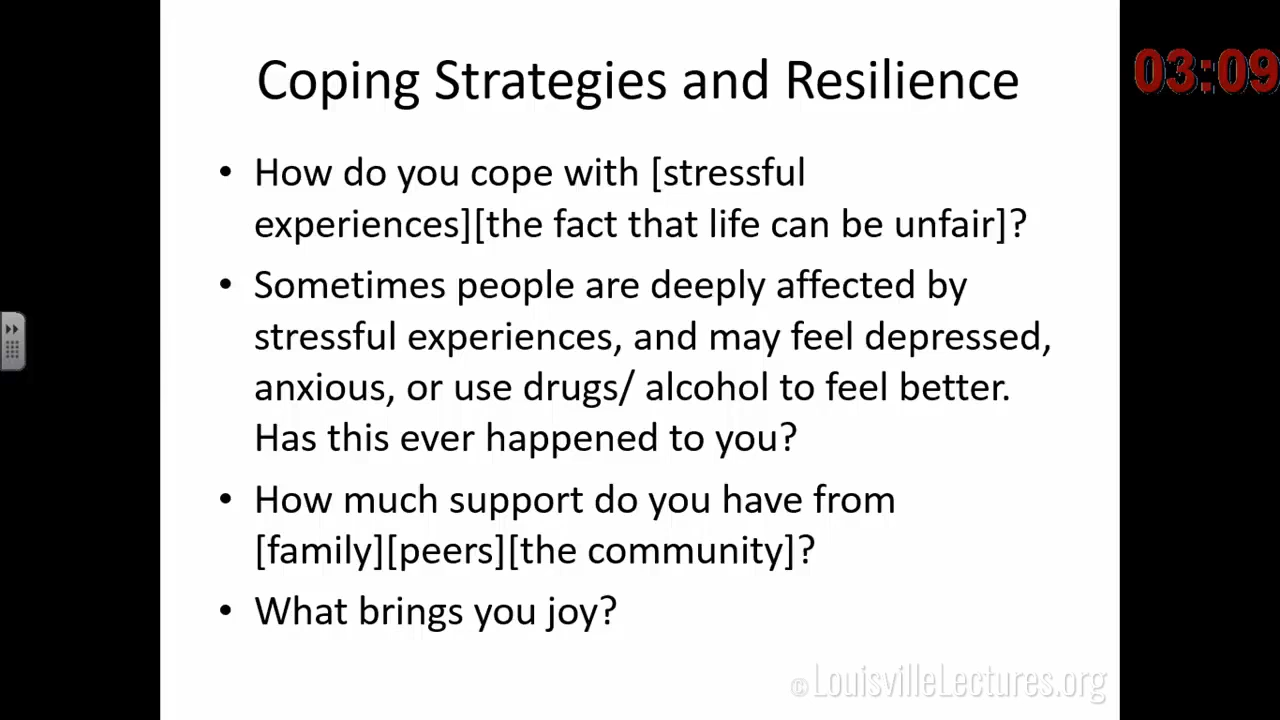 Coping Strategies and Resilience
03:09
• How do you cope with [stressful
experiences][the fact that life can be unfair]?
• Sometimes people are deeply affected by
stressful experiences, and may feel depressed,
anxious, or use drugs/ alcohol to feel better.
Has this ever happened to you?
• How much support do you have from
[family][peers][the community]?
• What brings you joy?
©LouisvilleLectures.org